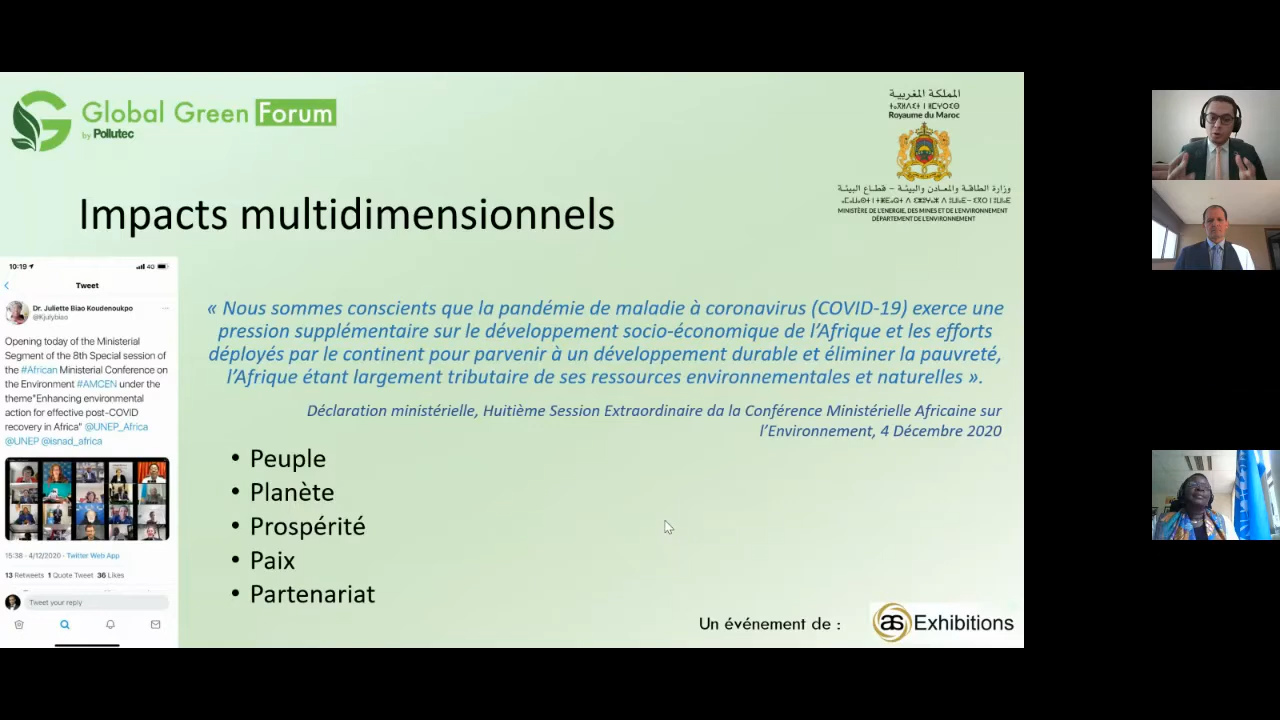 Global Green Forum
by Pollutec
المملكة المغربية
Royaume du Maroc
وزارة الطاقة والمعادن والبيئة - قطاع البيئة
MINISTÈRE DE L'ENERGIE, DES MINES ET DE L'ENVIRONNEMENT
DÉPARTEMENT DE L'ENVIRONNEMENT
Impacts multidimensionnels
10:19
4G
Tweet
Dr. Juliette Biao Koudenoukpo
@Kjulybiao
Opening today of the Ministerial
Segment of the 8th Special session of
the #African Ministerial Conference on
the Environment #AMCEN under the
theme"Enhancing environmental
action for effective post-COVID
recovery in Africa" @UNEP_Africa
@UNEP @isnad_africa
15:38 · 4/12/2020 · Twitter Web App
13 Retweets 1 Quote Tweet 36 Likes
Tweet your reply
« Nous sommes conscients que la pandémie de maladie à coronavirus (COVID-19) exerce une
pression supplémentaire sur le développement socio-économique de l'Afrique et les efforts
déployés par le continent pour parvenir à un développement durable et éliminer la pauvreté,
l'Afrique étant largement tributaire de ses ressources environnementales et naturelles ».
Déclaration ministérielle, Huitième Session Extraordinaire da la Conférence Ministérielle Africaine sur
l'Environnement, 4 Décembre 2020
• Peuple
• Planète
• Prospérité
• Paix
• Partenariat
Un événement de :
as Exhibitions